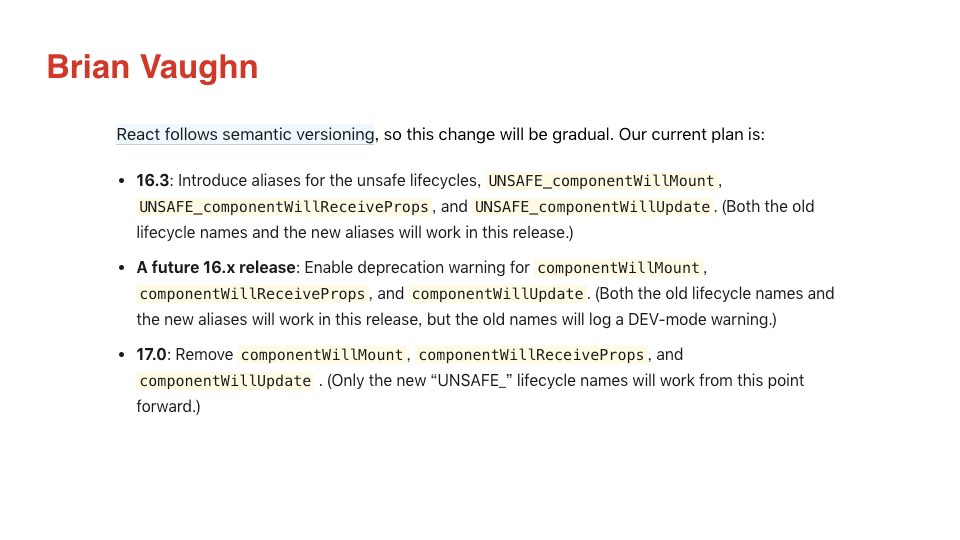 Brian Vaughn
React follows semantic versioning, so this change will be gradual. Our current plan is:
• 16.3: Introduce aliases for the unsafe lifecycles, UNSAFE_componentWillMount,
UNSAFE_componentWillReceiveProps, and UNSAFE_componentWillUpdate. (Both the old
lifecycle names and the new aliases will work in this release.)
• A future 16.x release: Enable deprecation warning for componentWillMount,
componentWillReceiveProps, and componentWillUpdate. (Both the old lifecycle names and
the new aliases will work in this release, but the old names will log a DEV-mode warning.)
• 17.0: Remove componentWillMount, componentWillReceiveProps, and
componentWillUpdate . (Only the new “UNSAFE_” lifecycle names will work from this point
forward.)